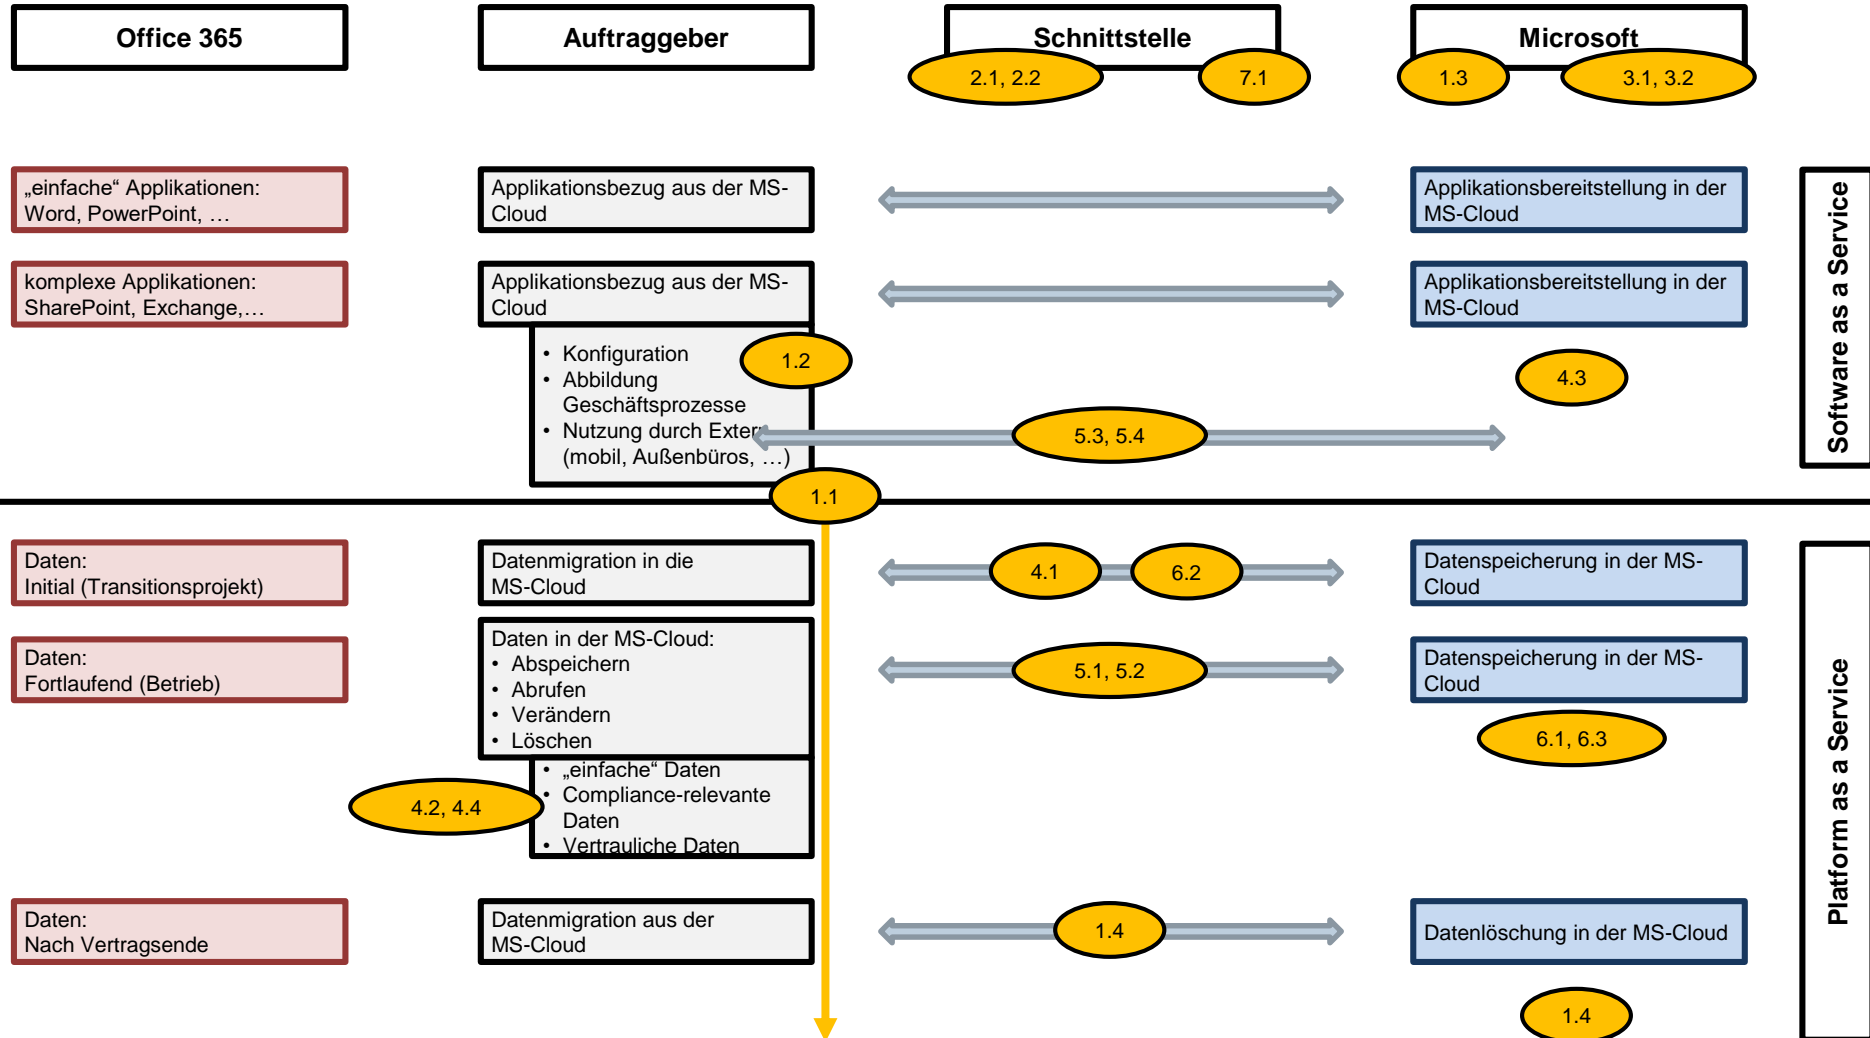 Office 365
Auftraggeber
Schnittstelle
Microsoft
2.1, 2.2
7.1
1.3
3.1, 3.2
„einfache“ Applikationen:
Word, PowerPoint, …
Applikationsbezug aus der MS-
Cloud
Applikationsbereitstellung in der
MS-Cloud
komplexe Applikationen:
SharePoint, Exchange,…
Applikationsbezug aus der MS-
Cloud
Applikationsbereitstellung in der
MS-Cloud
• Konfiguration
• Abbildung
Geschäftsprozesse
• Nutzung durch Extern
(mobil, Außenbüros, …)
1.2
4.3
5.3, 5.4
1.1
Software as a Service
Daten:
Initial (Transitionsprojekt)
Datenmigration in die
MS-Cloud
4.1
6.2
Datenspeicherung in der MS-
Cloud
Daten:
Fortlaufend (Betrieb)
Daten in der MS-Cloud:
• Abspeichern
• Abrufen
• Verändern
• Löschen
5.1, 5.2
Datenspeicherung in der MS-
Cloud
6.1, 6.3
• „einfache“ Daten
• Compliance-relevante
Daten
• Vertrauliche Daten
4.2, 4.4
Daten:
Nach Vertragsende
Datenmigration aus der
MS-Cloud
1.4
Datenlöschung in der MS-Cloud
1.4
Platform as a Service